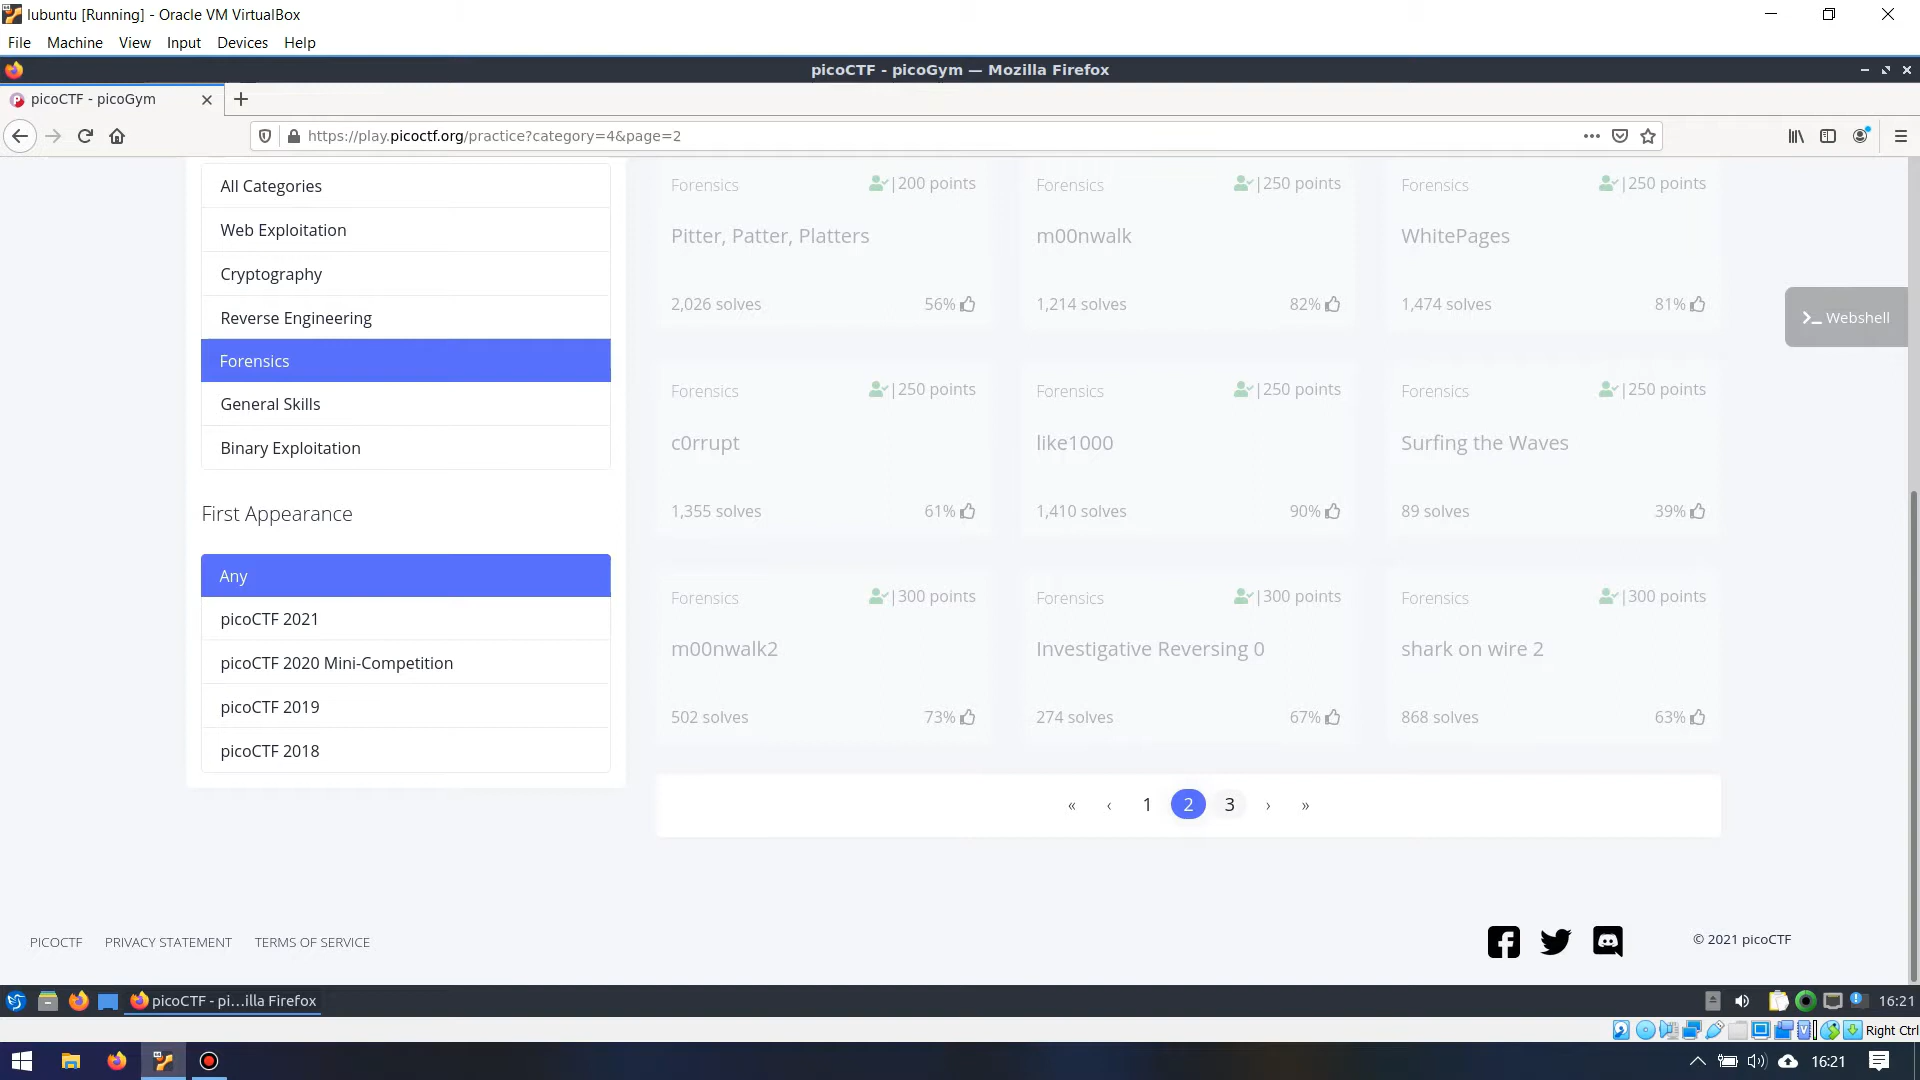 lubuntu [Running] - Oracle VM VirtualBox
File Machine View Input Devices Help
picoCTF - picoGym — Mozilla Firefox
picoCTF - picoGym
https://play.picoctf.org/practice?category=4&page=2
All Categories
Web Exploitation
Cryptography
Reverse Engineering
Forensics
General Skills
Binary Exploitation
First Appearance
Any
picoCTF 2021
picoCTF 2020 Mini-Competition
picoCTF 2019
picoCTF 2018
Forensics |200 points
Pitter, Patter, Platters
2,026 solves 56%
Forensics |250 points
m00nwalk
1,214 solves 82%
Forensics |250 points
WhitePages
1,474 solves 81%
Forensics |250 points
c0rrupt
1,355 solves 61%
Forensics |250 points
like1000
1,410 solves 90%
Forensics |250 points
Surfing the Waves
89 solves 39%
Forensics |300 points
m00nwalk2
502 solves 73%
Forensics |300 points
Investigative Reversing 0
274 solves 67%
Forensics |300 points
shark on wire 2
868 solves 63%
>_ Webshell
« ‹ 1 2 3 › »
PICOCTF PRIVACY STATEMENT TERMS OF SERVICE
© 2021 picoCTF
picoCTF - pi...illa Firefox
16:21
Right Ctrl
16:21